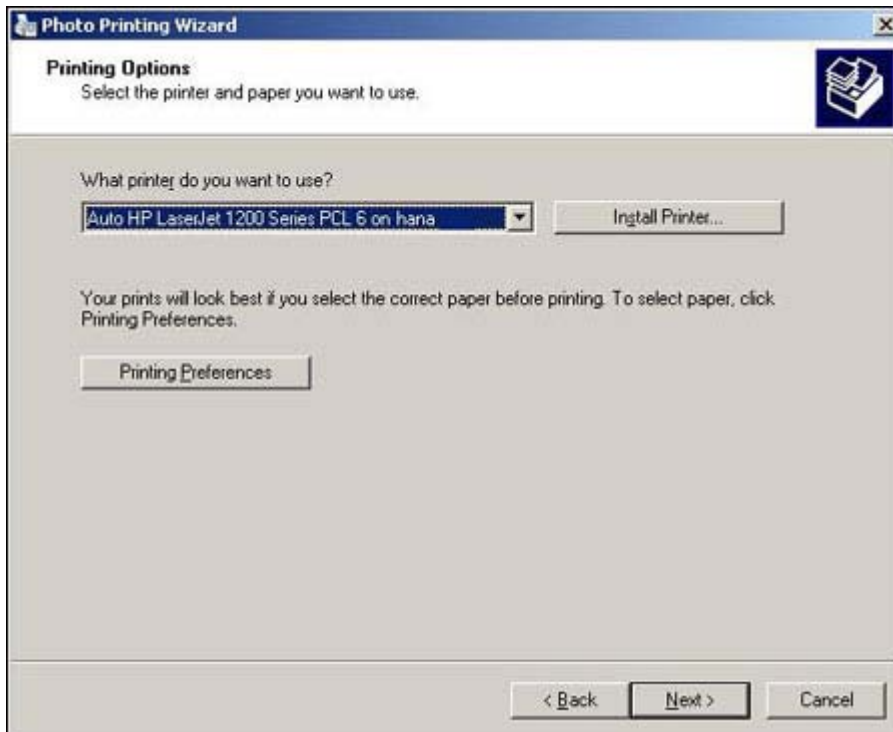 Photo Printing Wizard
Printing Options
Select the printer and paper you want to use.
What printer do you want to use?
Auto HP LaserJet 1200 Series PCL 6 on hana
Install Printer...
Your prints will look best if you select the correct paper before printing. To select paper, click
Printing Preferences.
Printing Preferences
< Back
Next >
Cancel